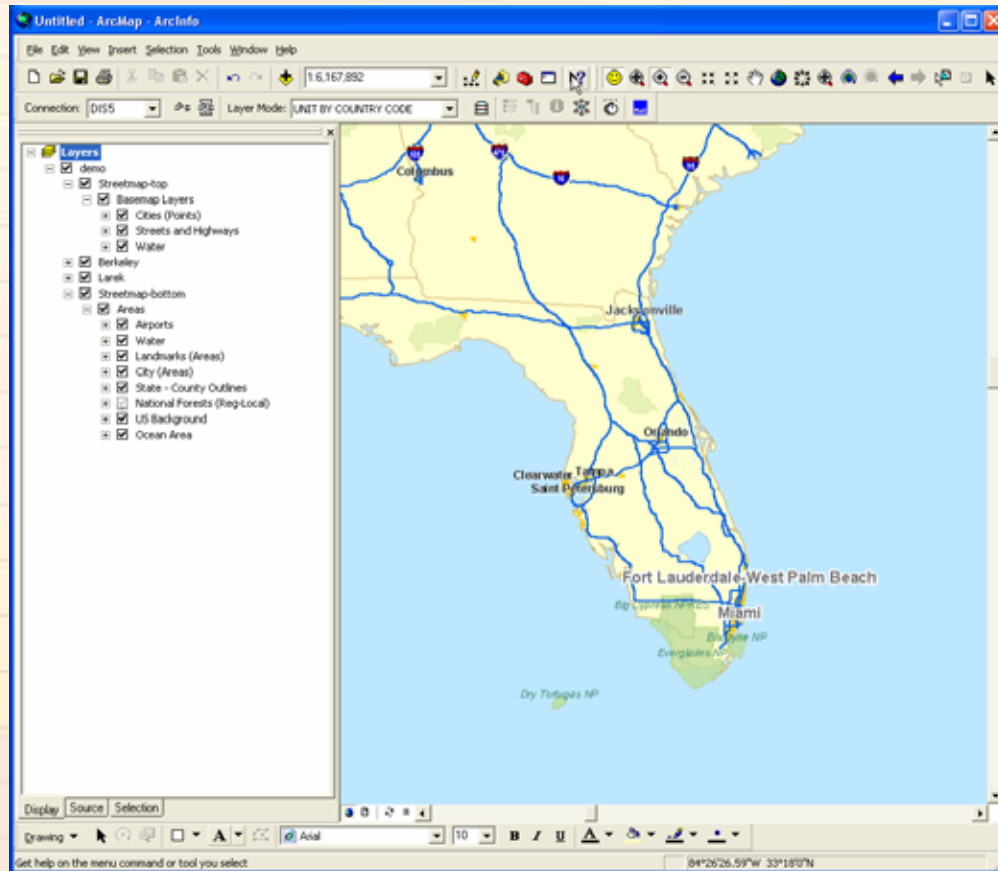 Untitled - ArcMap - ArcInfo
File Edit View Insert Selection Tools Window Help
1:6,167,892
Connection: DIS5 Layer Mode: UNIT BY COUNTRY CODE
Layers
demo
Streetmap-top
Basemap Layers
Cities (Points)
Streets and Highways
Water
Berkeley
Larek
Streetmap-bottom
Areas
Airports
Water
Landmarks (Areas)
City (Areas)
State - County Outlines
National Forests (Reg-Local)
US Background
Ocean Area
Columbus
Jacksonville
Orlando
Clearwater Tampa
Saint Petersburg
Fort Lauderdale-West Palm Beach
Big Cypress
Miami
Biscayne NP
Everglades NP
Dry Tortugas NP
Display Source Selection
Drawing A Arial 10 B I U A
Get help on the menu command or tool you select
84°26'26.59"W 33°18'0"N